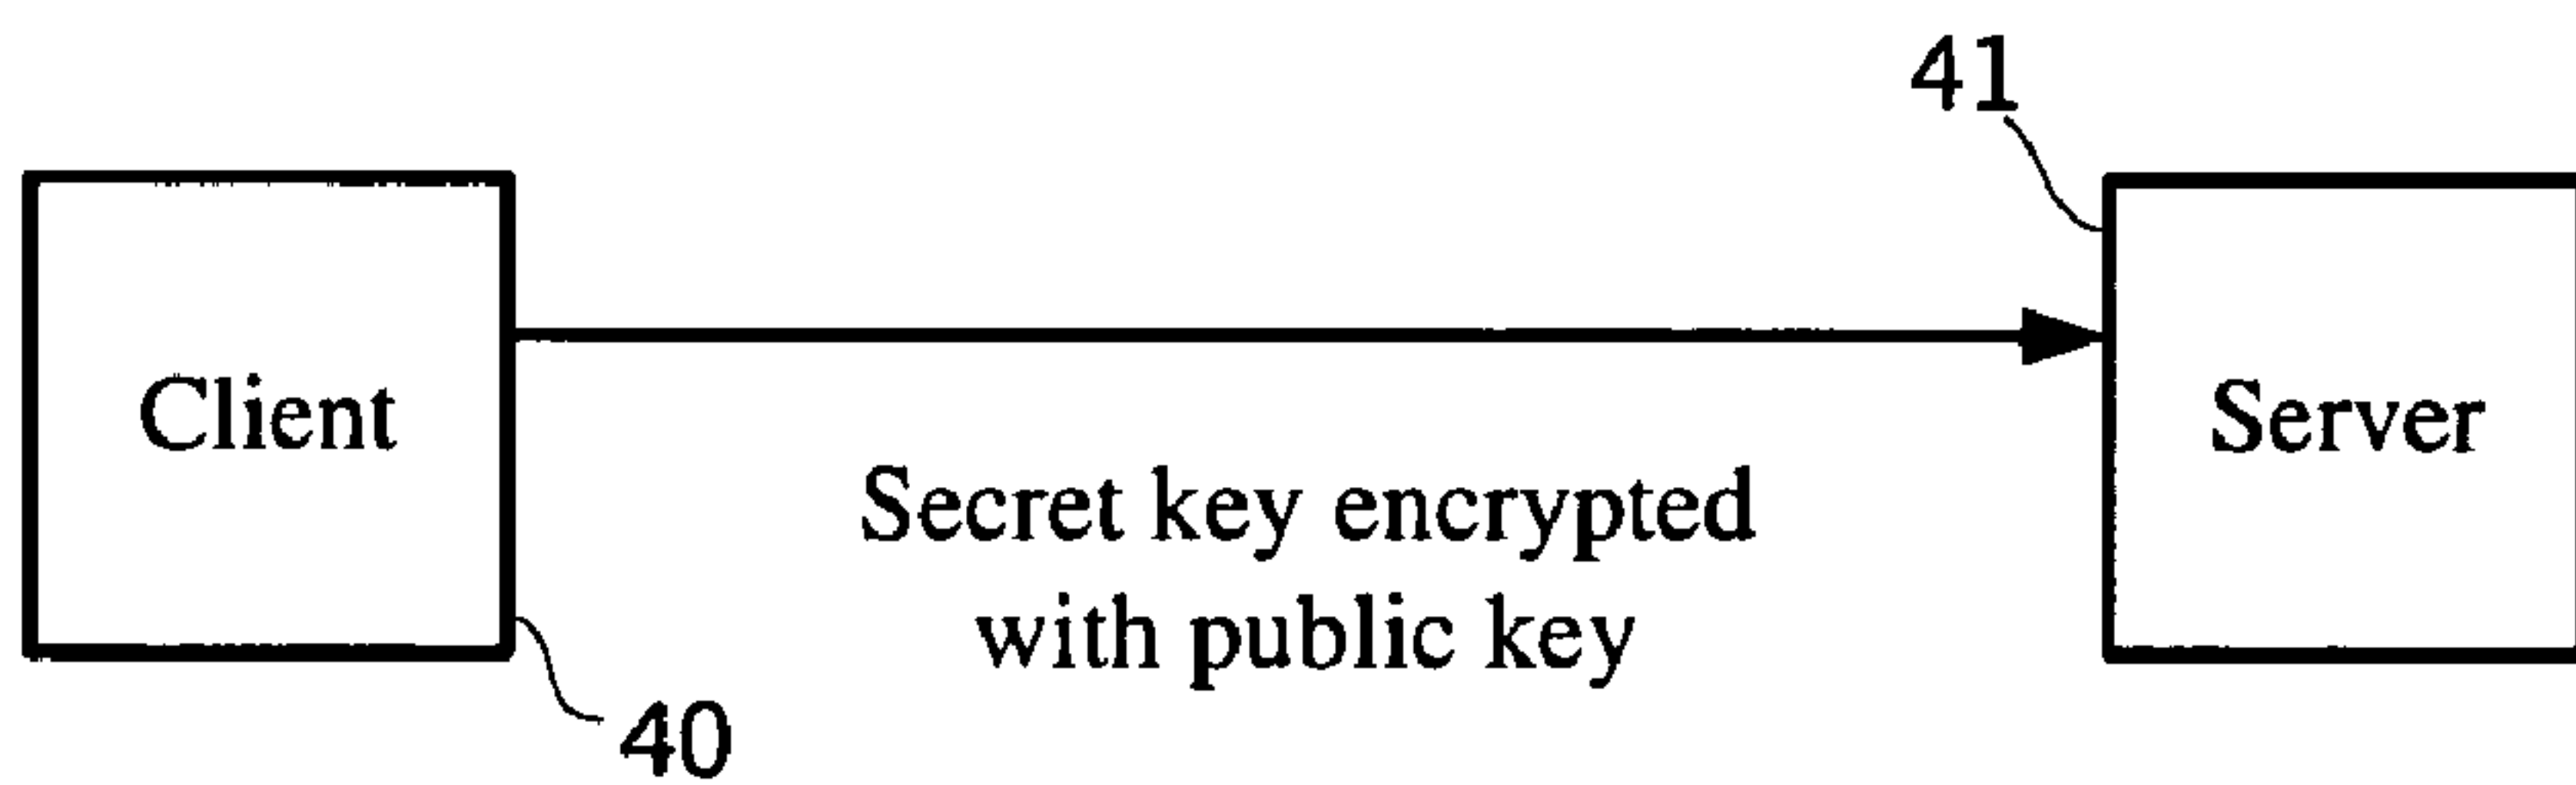 41
Client
Server
Secret key encrypted
with public key
40